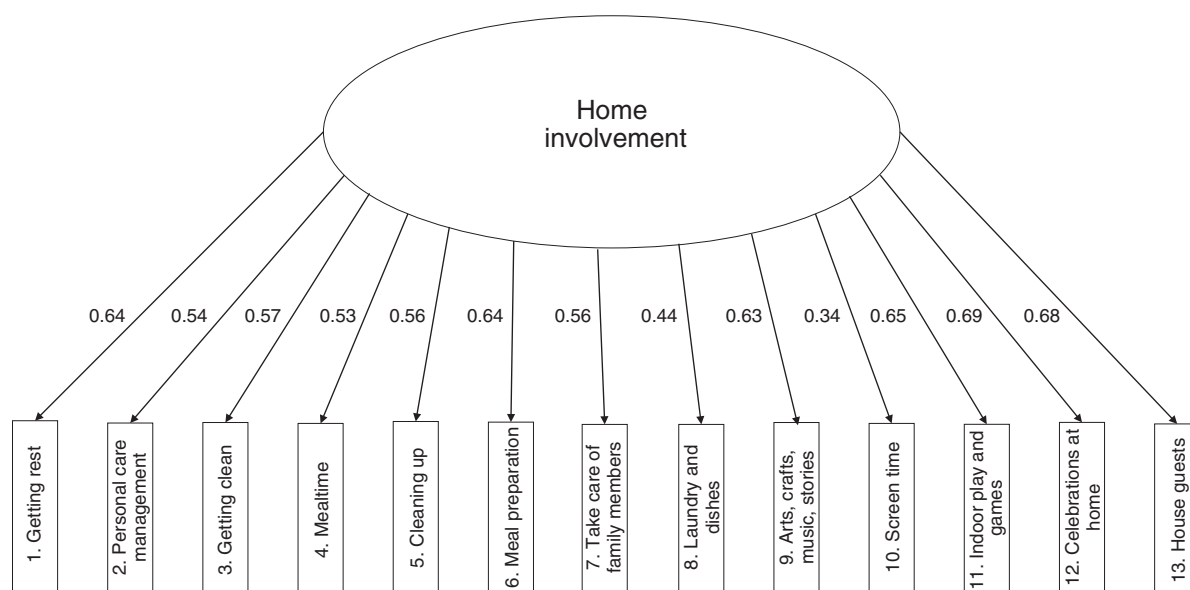 Home
involvement
0.64
0.54
0.57
0.53
0.56
0.64
0.56
0.44
0.63
0.34
0.65
0.69
0.68
1. Getting rest
2. Personal care
management
3. Getting clean
4. Mealtime
5. Cleaning up
6. Meal preparation
7. Take care of
family members
8. Laundry and
dishes
9. Arts, crafts,
music, stories
10. Screen time
11. Indoor play and
games
12. Celebrations at
home
13. House guests